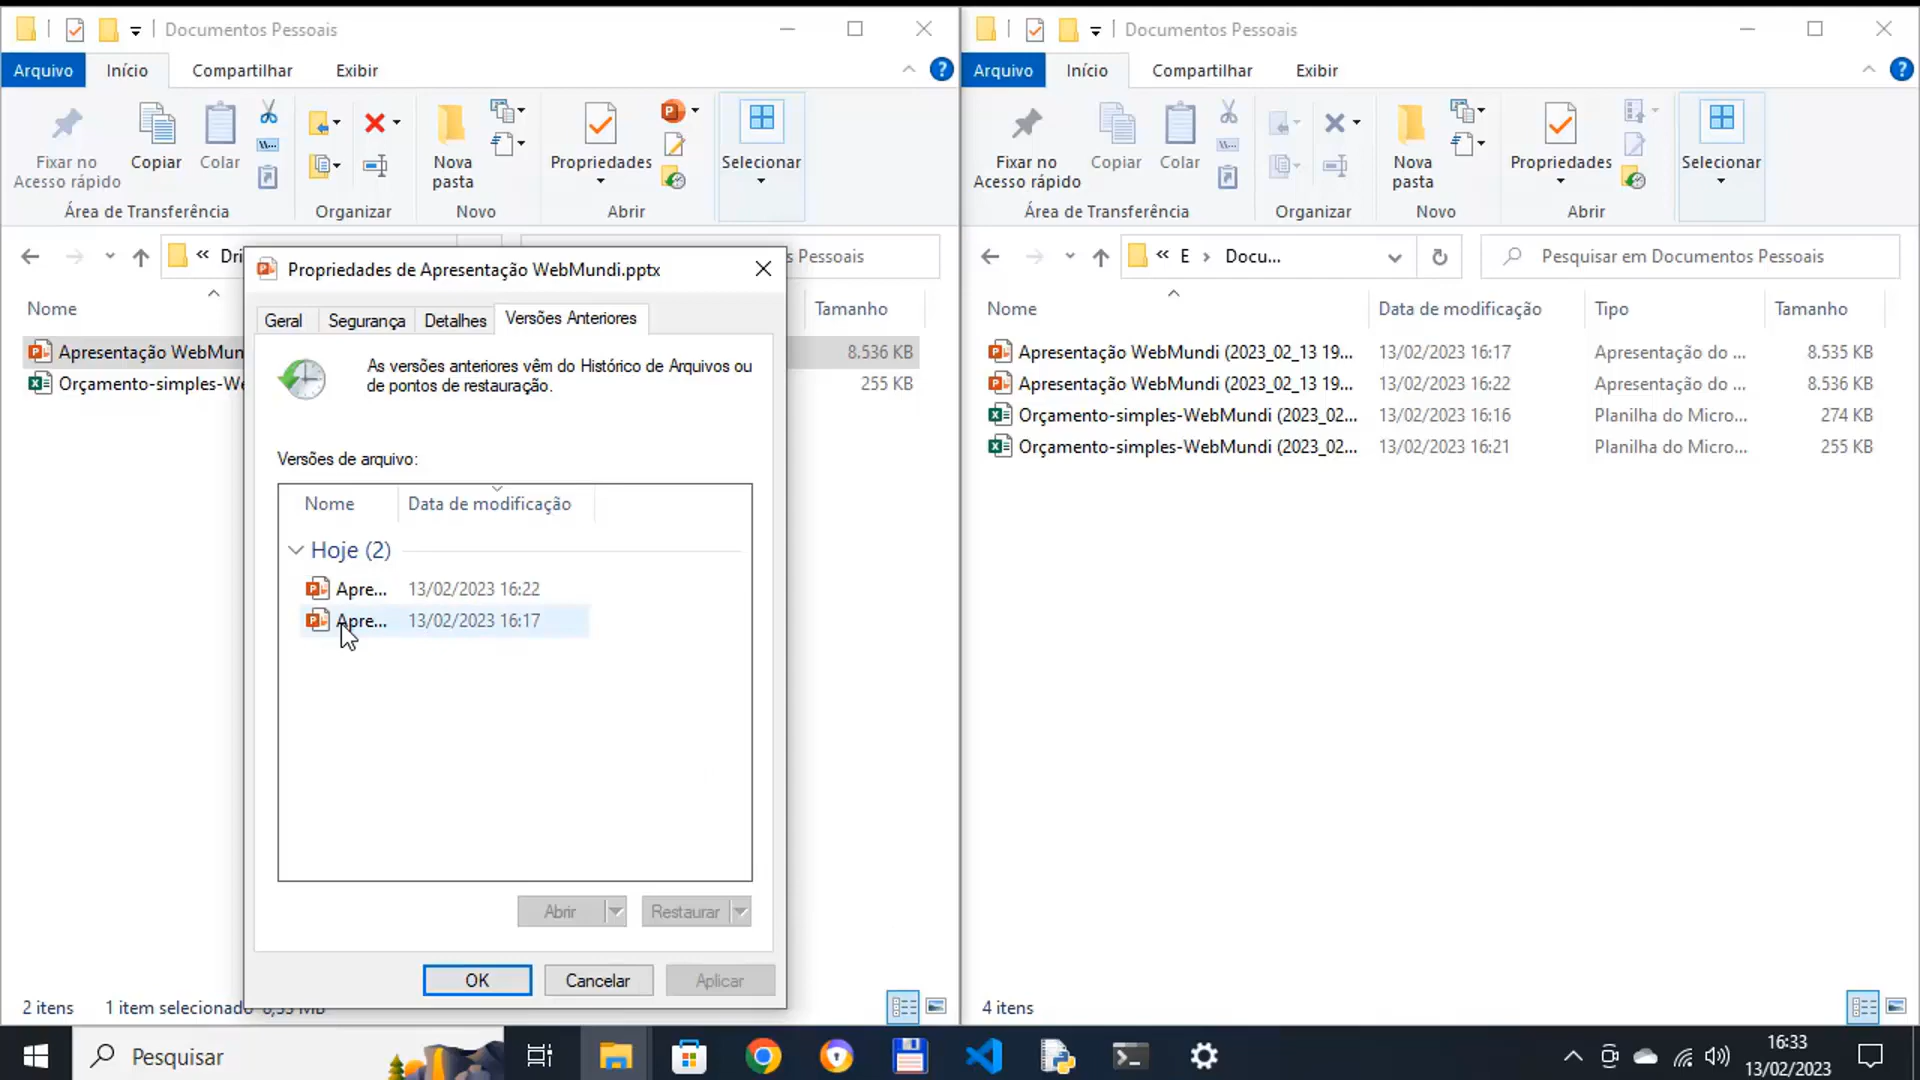 Documentos Pessoais
Arquivo Início Compartilhar Exibir
Fixar no Acesso rápido
Copiar
Colar
Nova pasta
Propriedades
Selecionar
Área de Transferência Organizar Novo Abrir
« Dri
s Pessoais
Nome Tamanho
Apresentação WebMun 8.536 KB
Orçamento-simples-We 255 KB
2 itens 1 item selecionado
Propriedades de Apresentação WebMundi.pptx
Geral Segurança Detalhes Versões Anteriores
As versões anteriores vêm do Histórico de Arquivos ou
de pontos de restauração.
Versões de arquivo:
Nome Data de modificação
Hoje (2)
Apre... 13/02/2023 16:22
Apre... 13/02/2023 16:17
Abrir Restaurar
OK Cancelar Aplicar
Documentos Pessoais
Arquivo Início Compartilhar Exibir
Fixar no Acesso rápido
Copiar
Colar
Nova pasta
Propriedades
Selecionar
Área de Transferência Organizar Novo Abrir
« E › Docu... Pesquisar em Documentos Pessoais
Nome Data de modificação Tipo Tamanho
Apresentação WebMundi (2023_02_13 19... 13/02/2023 16:17 Apresentação do ... 8.535 KB
Apresentação WebMundi (2023_02_13 19... 13/02/2023 16:22 Apresentação do ... 8.536 KB
Orçamento-simples-WebMundi (2023_02... 13/02/2023 16:16 Planilha do Micro... 274 KB
Orçamento-simples-WebMundi (2023_02... 13/02/2023 16:21 Planilha do Micro... 255 KB
4 itens
Pesquisar
16:33
13/02/2023